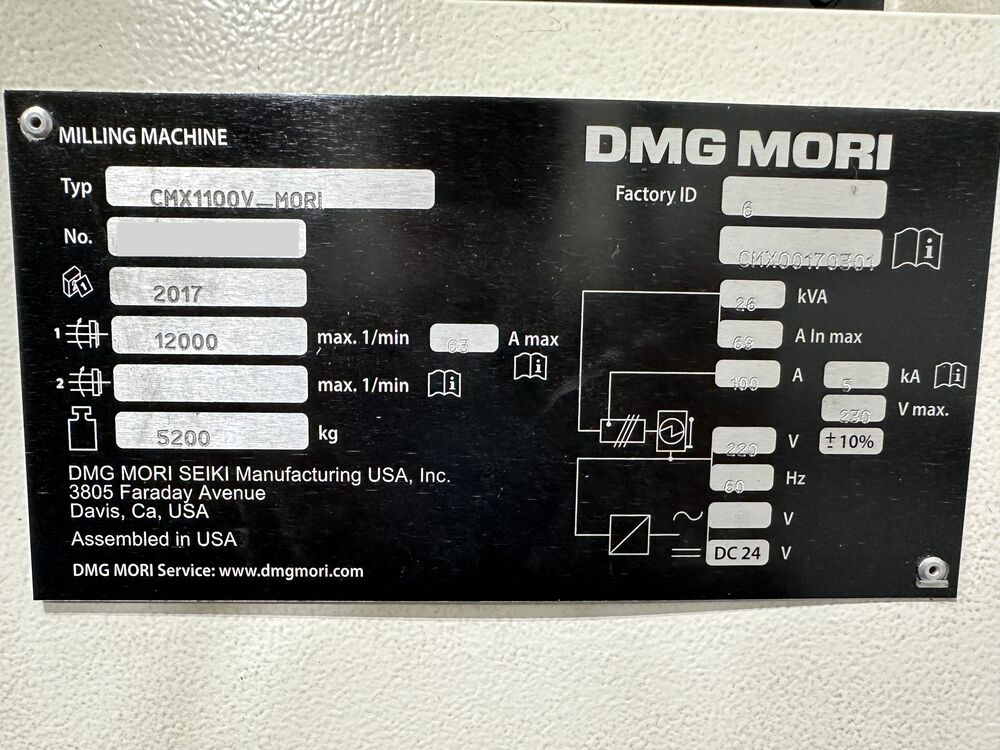 MILLING MACHINE
DMG MORI
Typ CMX1100V_MORI
Factory ID 6
No.
CMX00170301
2017
26 kVA
1 12000 max. 1/min 63 A max
69 A In max
2 max. 1/min
100 A 5 kA
230 V max.
5200 kg
220 V ± 10%
60 Hz
DMG MORI SEIKI Manufacturing USA, Inc.
3805 Faraday Avenue
Davis, Ca, USA
V
Assembled in USA
DC 24 V
DMG MORI Service: www.dmgmori.com